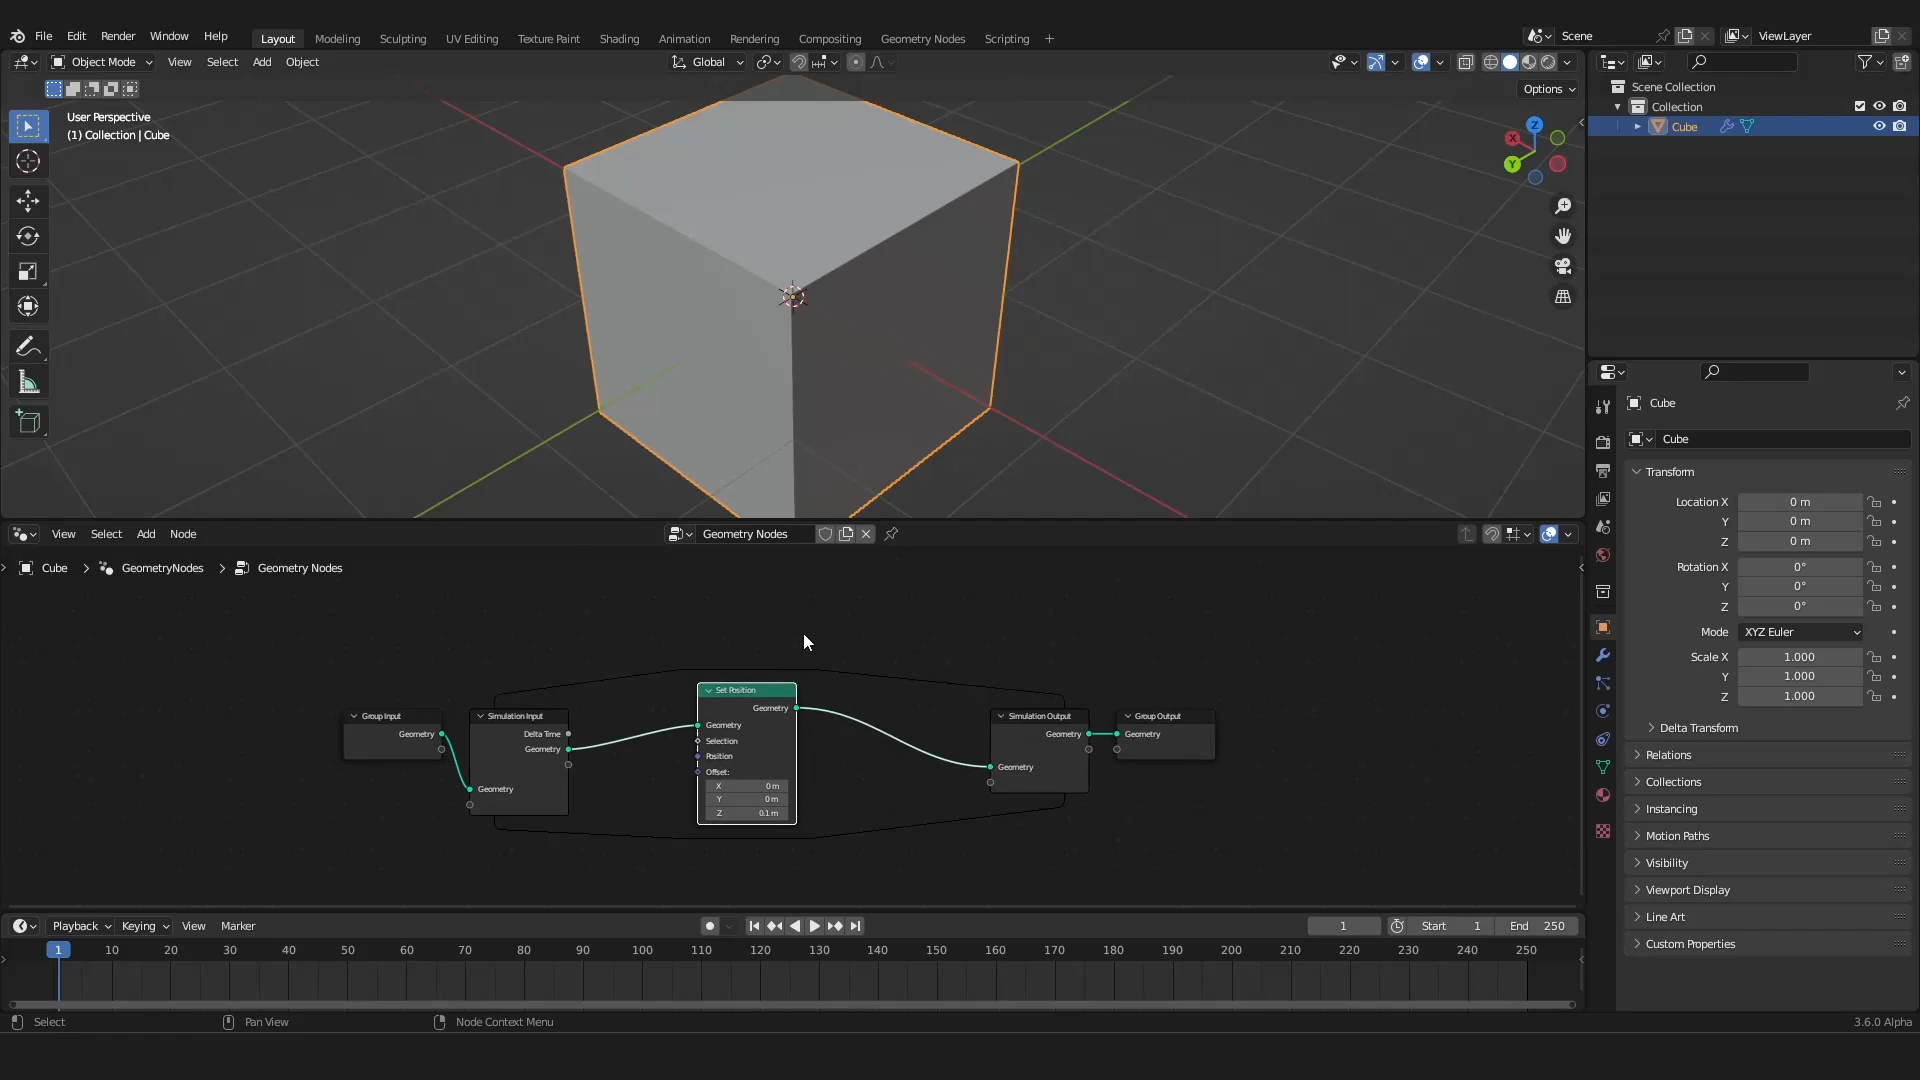 File Edit Render Window Help Layout Modeling Sculpting UV Editing Texture Paint Shading Animation Rendering Compositing Geometry Nodes Scripting + Scene ViewLayer
Object Mode View Select Add Object Global
Options
User Perspective
(1) Collection | Cube
Z
X
Y
Scene Collection
Collection
Cube
Cube
Cube
Transform
Location X 0 m
Y 0 m
Z 0 m
Rotation X 0°
Y 0°
Z 0°
Mode XYZ Euler
Scale X 1.000
Y 1.000
Z 1.000
Delta Transform
Relations
Collections
Instancing
Motion Paths
Visibility
Viewport Display
Line Art
Custom Properties
View Select Add Node Geometry Nodes
Cube > GeometryNodes > Geometry Nodes
Group Input
Geometry
Simulation Input
Delta Time
Geometry
Geometry
Set Position
Geometry
Geometry
Selection
Position
Offset:
X 0 m
Y 0 m
Z 0.1 m
Simulation Output
Geometry
Geometry
Group Output
Geometry
Playback Keying View Marker 1 Start 1 End 250
1 10 20 30 40 50 60 70 80 90 100 110 120 130 140 150 160 170 180 190 200 210 220 230 240 250
Select Pan View Node Context Menu 3.6.0 Alpha